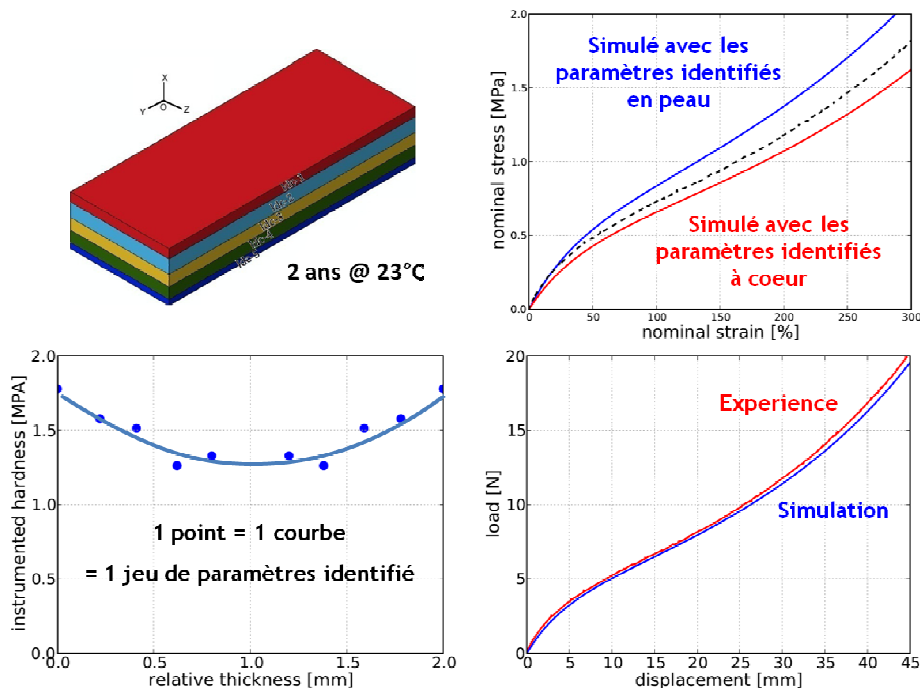 X
Y
O
Z
2 ans @ 23°C
2.0
1.5
1.0
0.5
0.0
nominal stress [MPa]
Simulé avec les
paramètres identifiés
en peau
Simulé avec les
paramètres identifiés
à coeur
0
50
100
150
200
250
300
nominal strain [%]
2.0
1.5
1.0
0.5
0.0
instrumented hardness [MPA]
1 point = 1 courbe
= 1 jeu de paramètres identifié
0.0
0.5
1.0
1.5
2.0
relative thickness [mm]
20
15
10
5
0
load [N]
Experience
Simulation
0
5
10
15
20
25
30
35
40
45
displacement [mm]